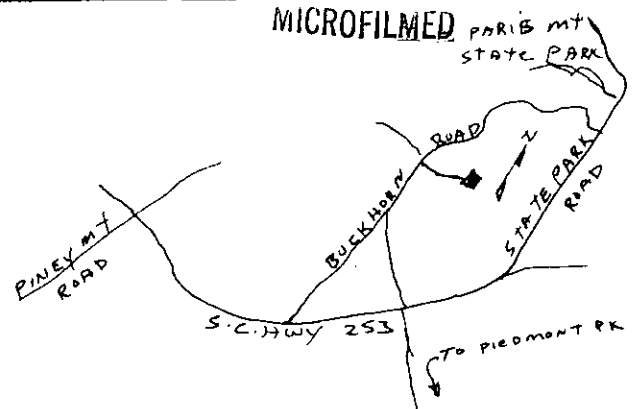 MICROFILMED
PARIS mt
STATE PARK
BUCKHORN ROAD
N
STATE PARK
ROAD
PINEY mt
ROAD
S.C. HWY 253
TO PIEDMONT PK